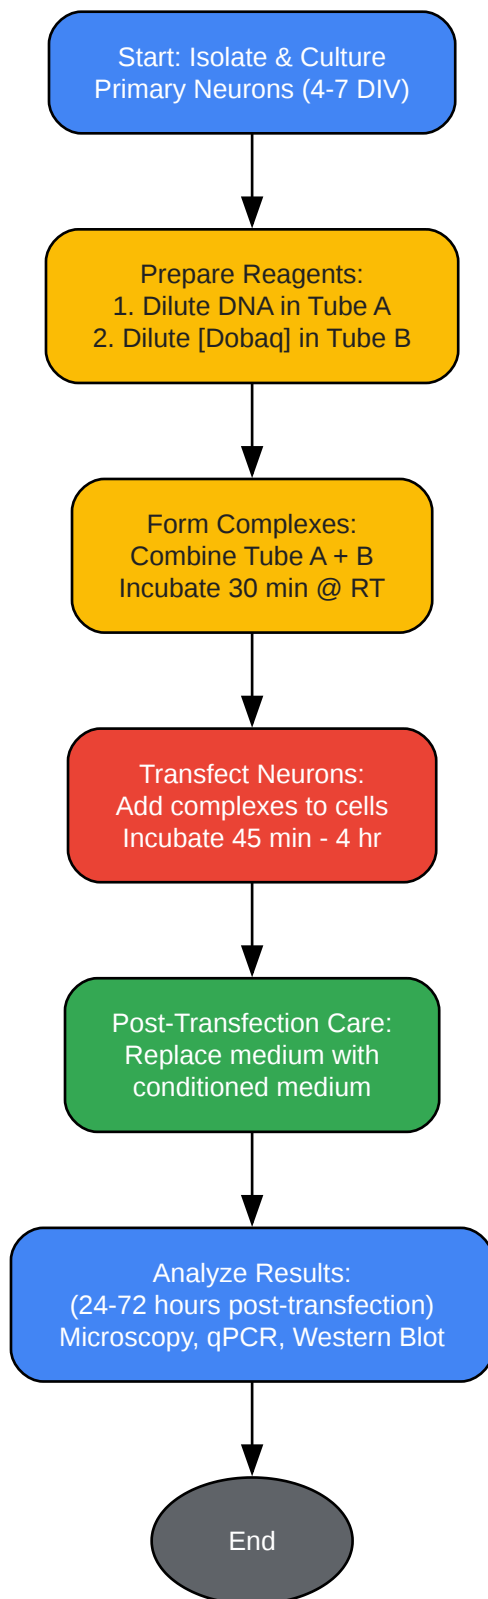 Start: Isolate & Culture
Primary Neurons (4-7 DIV)
Prepare Reagents:
1. Dilute DNA in Tube A
2. Dilute [Dobaq] in Tube B
Form Complexes:
Combine Tube A + B
Incubate 30 min @ RT
Transfect Neurons:
Add complexes to cells
Incubate 45 min - 4 hr
Post-Transfection Care:
Replace medium with
conditioned medium
Analyze Results:
(24-72 hours post-transfection)
Microscopy, qPCR, Western Blot
End